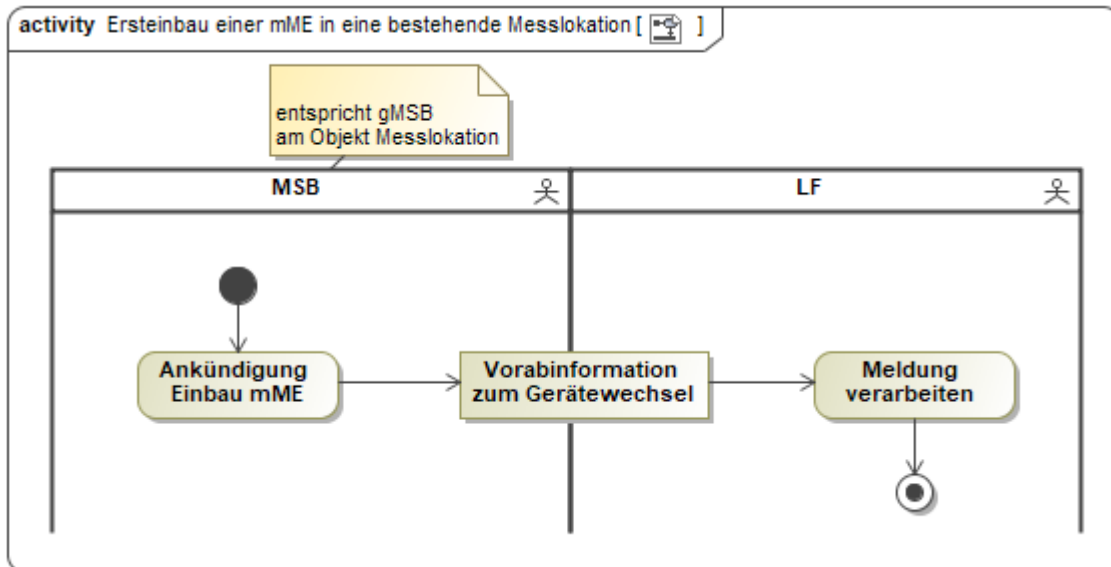 activity Ersteinbau einer mME in eine bestehende Messlokation [ ]
entspricht gMSB
am Objekt Messlokation
MSB
LF
Ankündigung
Einbau mME
Vorabinformation
zum Gerätewechsel
Meldung
verarbeiten